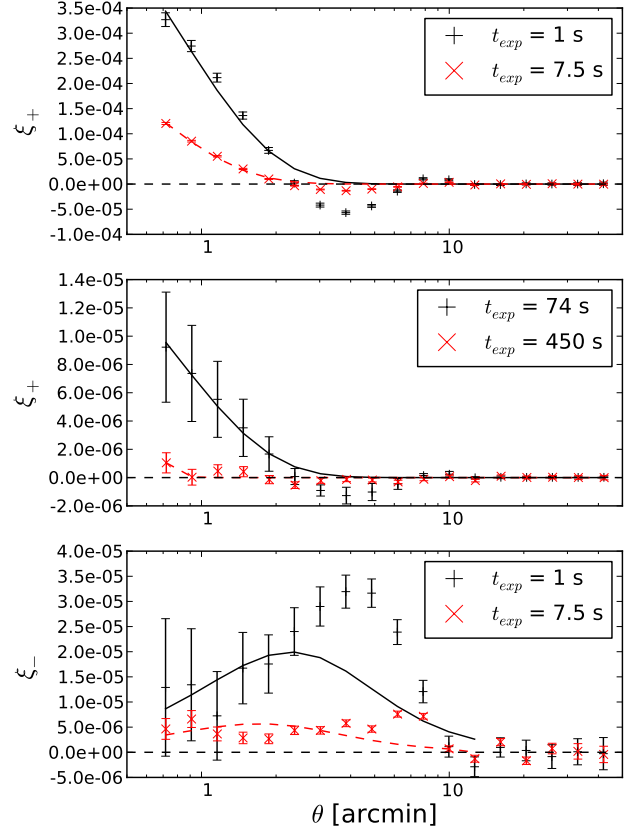 3.5e-04
3.0e-04
2.5e-04
2.0e-04
1.5e-04
1.0e-04
5.0e-05
0.0e+00
-5.0e-05
-1.0e-04
ξ+
t_exp = 1 s
t_exp = 7.5 s
1 10
1.4e-05
1.2e-05
1.0e-05
8.0e-06
6.0e-06
4.0e-06
2.0e-06
0.0e+00
-2.0e-06
ξ+
t_exp = 74 s
t_exp = 450 s
1 10
4.0e-05
3.5e-05
3.0e-05
2.5e-05
2.0e-05
1.5e-05
1.0e-05
5.0e-06
0.0e+00
-5.0e-06
ξ−
t_exp = 1 s
t_exp = 7.5 s
1 10
θ [arcmin]